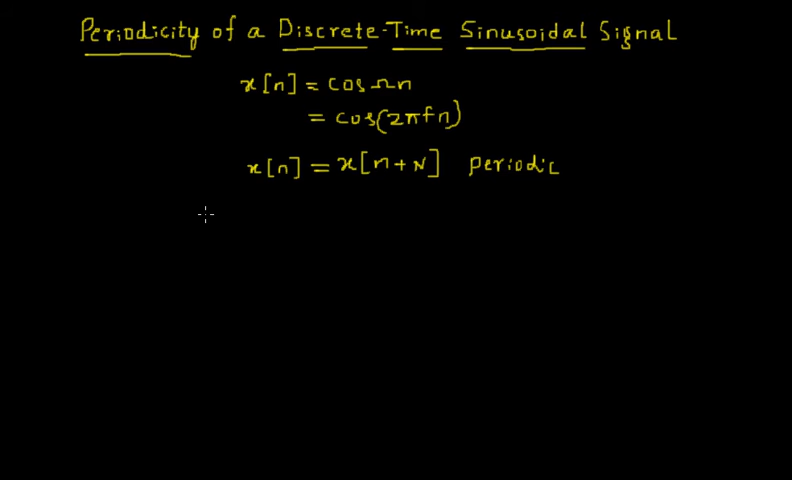 Periodicity of a Discrete-Time Sinusoidal Signal
x[n] = cos Ωn
= cos(2πfn)
x[n] = x[n+N] periodic